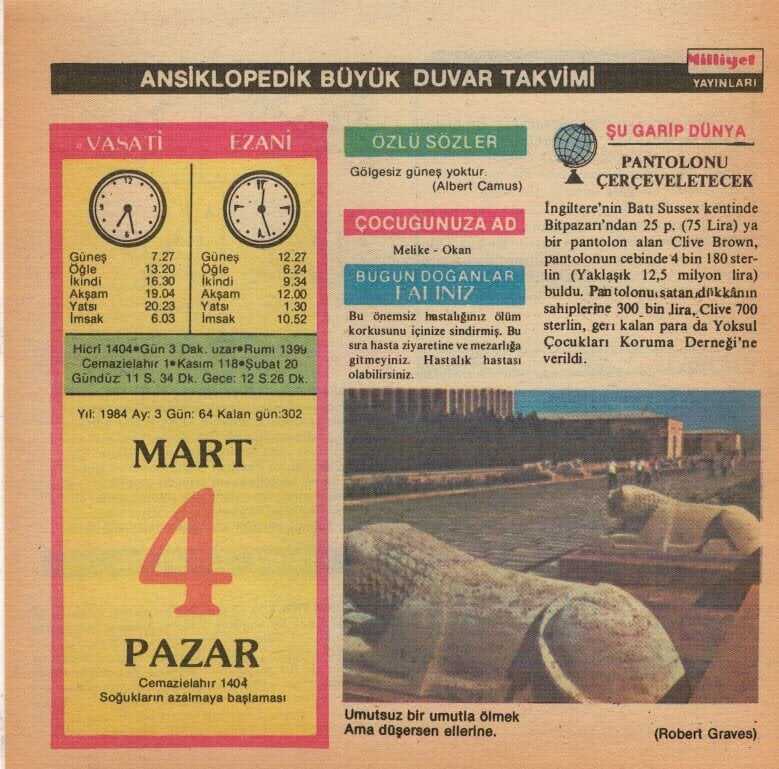 ANSİKLOPEDİK BÜYÜK DUVAR TAKVİMİ
Milliyet
YAYINLARI
VASATİ EZANİ
Güneş 7.27 Güneş 12.27
Öğle 13.20 Öğle 6.24
İkindi 16.30 İkindi 9.34
Akşam 19.04 Akşam 12.00
Yatsı 20.23 Yatsı 1.30
İmsak 6.03 İmsak 10.52
Hicrî 1404•Gün 3 Dak. uzar•Rumi 1399
Cemazielahır 1•Kasım 118•Şubat 20
Gündüz 11 S. 34 Dk. Gece: 12 S.26 Dk.
Yıl: 1984 Ay: 3 Gün: 64 Kalan gün:302
MART
4
PAZAR
Cemazielahır 1404
Soğukların azalmaya başlaması
ÖZLÜ SÖZLER
Gölgesiz güneş yoktur.
(Albert Camus)
ÇOCUGUNUZA AD
Melike - Okan
BUGUN DOĞANLAR
FALINIZ
Bu önemsiz hastalığınız ölüm
korkusunu içinize sindirmiş. Bu
sıra hasta ziyaretine ve mezarlığa
gitmeyiniz. Hastalık hastası
olabilirsiniz.
ŞU GARİP DÜNYA
PANTOLONU
ÇERÇEVELETECEK
İngiltere'nin Batı Sussex kentinde
Bitpazarı'ndan 25 p. (75 Lira) ya
bir pantolon alan Clive Brown,
pantolonun cebinde 4 bin 180 ster-
lin (Yaklaşık 12,5 milyon lira)
buldu. Pantolonu satan dükkânın
sahiplerine 300 bin lira, Clive 700
sterlin, geri kalan para da Yoksul
Çocukları Koruma Derneği'ne
verildi.
Umutsuz bir umutla ölmek
Ama düşersen ellerine.
(Robert Graves)